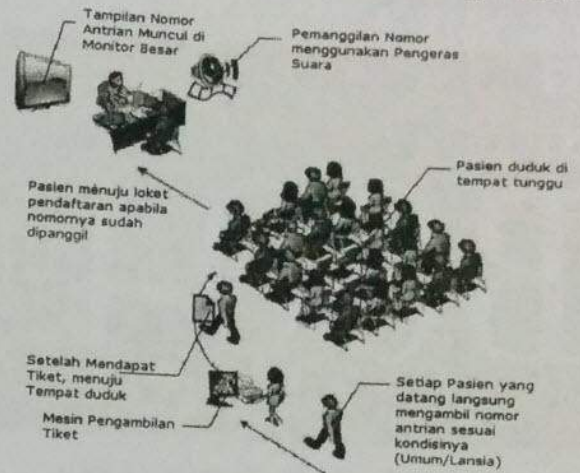 Tampilan Nomor
Antrian Muncul di
Monitor Besar
Pemanggilan Nomor
menggunakan Pengeras
Suara
Pasien duduk di
tempat tunggu
Pasien menuju loket
pendaftaran apabila
nomornya sudah
dipanggil
Setelah Mendapat
Tiket, menuju
Tempat duduk
Mesin Pengambilan
Tiket
Setiap Pasien yang
datang langsung
mengambil nomor
antrian sesuai
kondisinya
(Umum/Lansia)